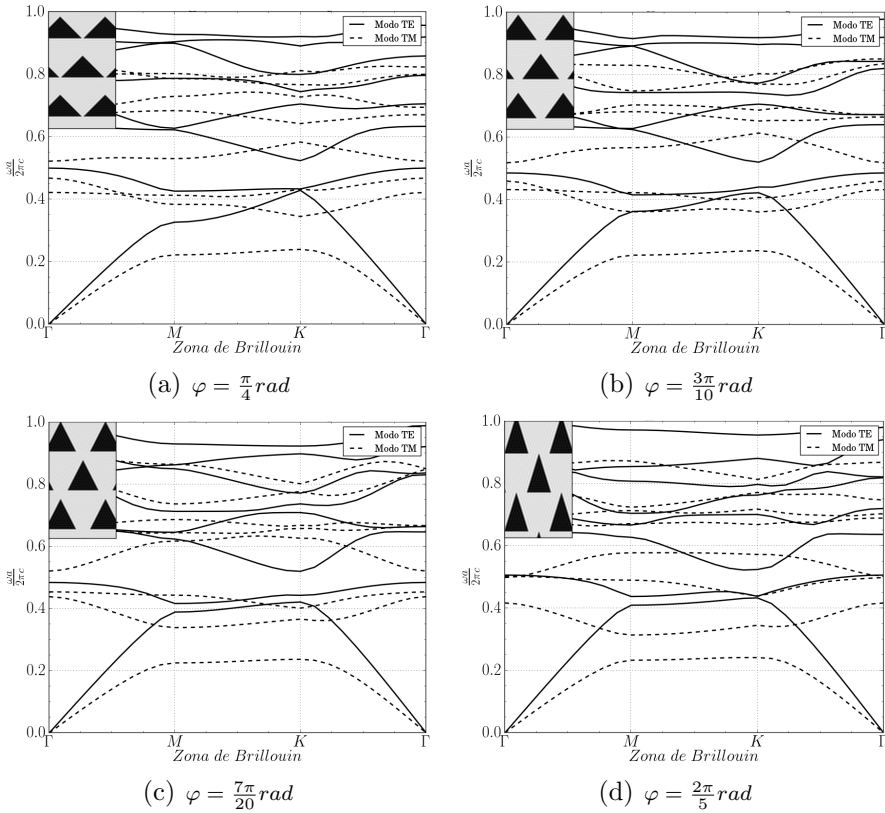 1.0
0.8
0.6
0.4
0.2
0.0
ωa/2πc
Modo TE
Modo TM
Γ M K Γ
Zona de Brillouin
(a) φ = π/4 rad
1.0
0.8
0.6
0.4
0.2
0.0
ωa/2πc
Modo TE
Modo TM
Γ M K Γ
Zona de Brillouin
(b) φ = 3π/10 rad
1.0
0.8
0.6
0.4
0.2
0.0
ωa/2πc
Modo TE
Modo TM
Γ M K Γ
Zona de Brillouin
(c) φ = 7π/20 rad
1.0
0.8
0.6
0.4
0.2
0.0
ωa/2πc
Modo TE
Modo TM
Γ M K Γ
Zona de Brillouin
(d) φ = 2π/5 rad